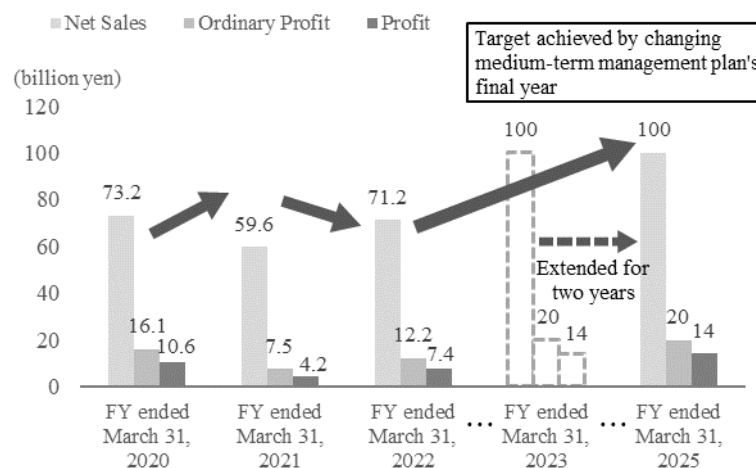 Net Sales Ordinary Profit Profit
Target achieved by changing
medium-term management plan's
final year
(billion yen)
120
100
80
60
40
20
0
73.2
16.1
10.6
59.6
7.5
4.2
71.2
12.2
7.4
100
20
14
Extended for
two years
100
20
14
FY ended
March 31,
2020
FY ended
March 31,
2021
FY ended
March 31,
2022
...
FY ended
March 31,
2023
...
FY ended
March 31,
2025